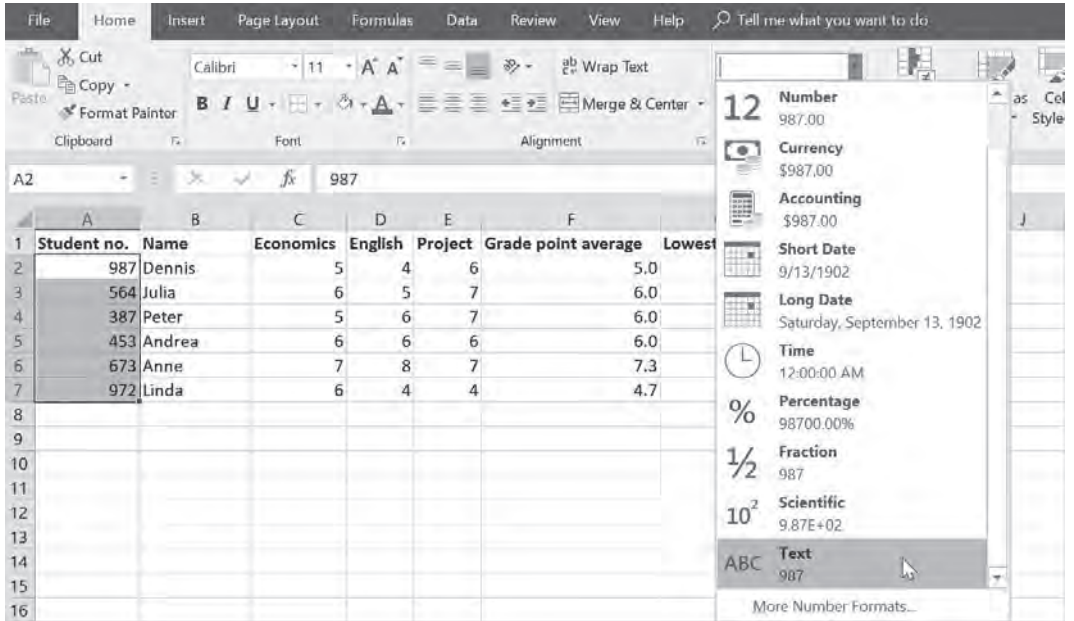 File Home Insert Page Layout Formulas Data Review View Help Tell me what you want to do
Cut
Copy
Paste
Format Painter
Clipboard
Calibri 11 A A
B I U A
Font
Wrap Text
Merge & Center
Alignment
as Cel
Style
A2 fx 987
A B C D E F J
1 Student no. Name Economics English Project Grade point average Lowest
2 987 Dennis 5 4 6 5.0
3 564 Julia 6 5 7 6.0
4 387 Peter 5 6 7 6.0
5 453 Andrea 6 6 6 6.0
6 673 Anne 7 8 7 7.3
7 972 Linda 6 4 4 4.7
8
9
10
11
12
13
14
15
16
12 Number
987.00
Currency
$987.00
Accounting
$987.00
Short Date
9/13/1902
Long Date
Saturday, September 13, 1902
Time
12:00:00 AM
% Percentage
98700.00%
½ Fraction
987
10² Scientific
9.87E+02
ABC Text
987
More Number Formats...